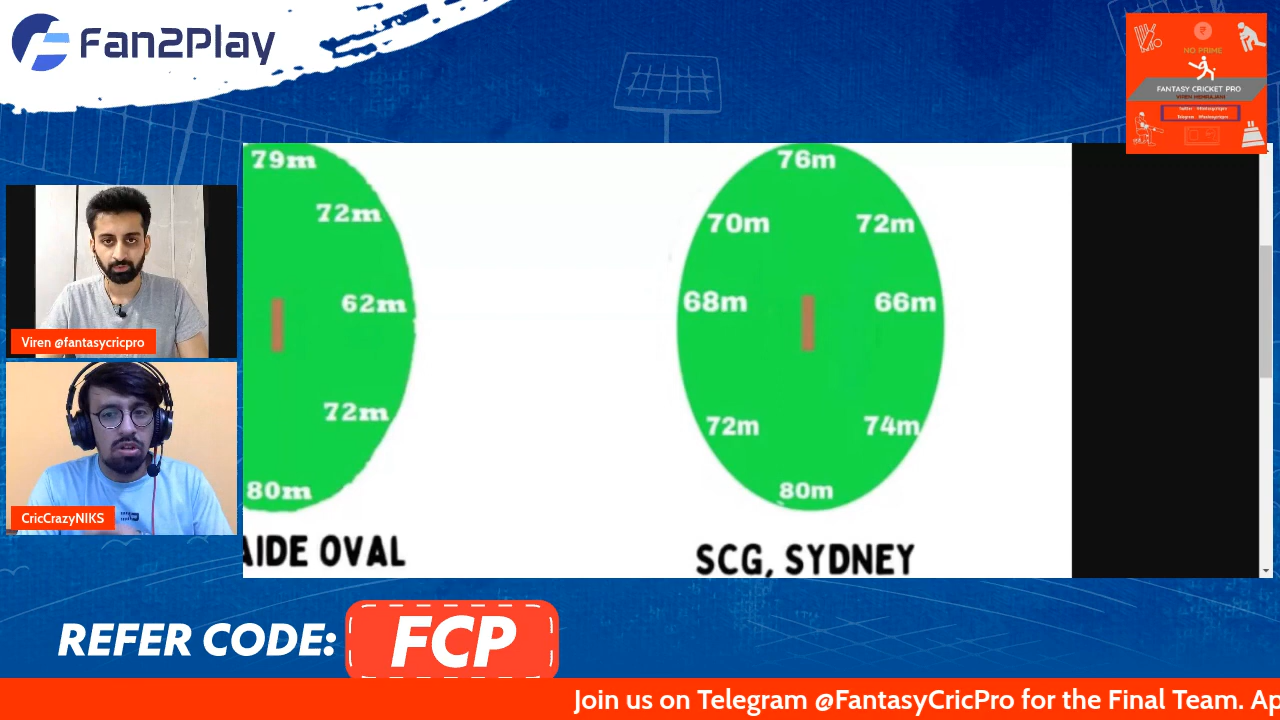 Fan2Play
NO PRIME
FANTASY CRICKET PRO
VIREN HEMRAJANI
79m
72m
62m
72m
80m
AIDE OVAL
76m
70m
72m
68m
66m
72m
74m
80m
SCG, SYDNEY
Viren @fantasycricpro
CricCrazyNIKS
REFER CODE: FCP
Join us on Telegram @FantasyCricPro for the Final Team. Ap